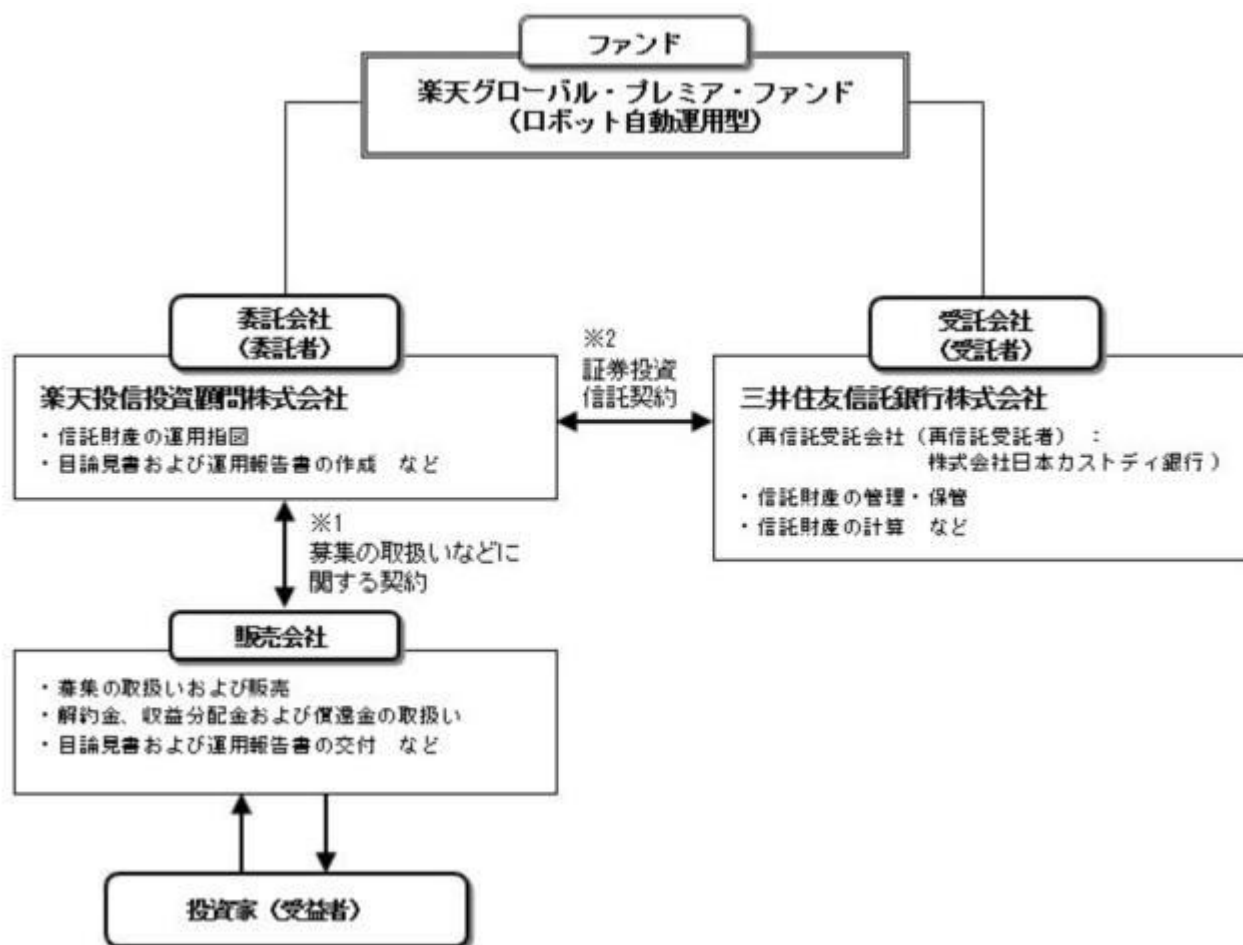 ファンド
楽天グローバル・プレミア・ファンド
（ロボット自動運用型）
委託会社
（委託者）
楽天投信投資顧問株式会社
・信託財産の運用指図
・目論見書および運用報告書の作成　など
※2
証券投資
信託契約
受託会社
（受託者）
三井住友信託銀行株式会社
（再信託受託会社（再信託受託者）：
株式会社日本カストディ銀行）
・信託財産の管理・保管
・信託財産の計算　など
※1
募集の取扱いなどに
関する契約
販売会社
・募集の取扱いおよび販売
・解約金、収益分配金および償還金の取扱い
・目論見書および運用報告書の交付　など
投資家（受益者）